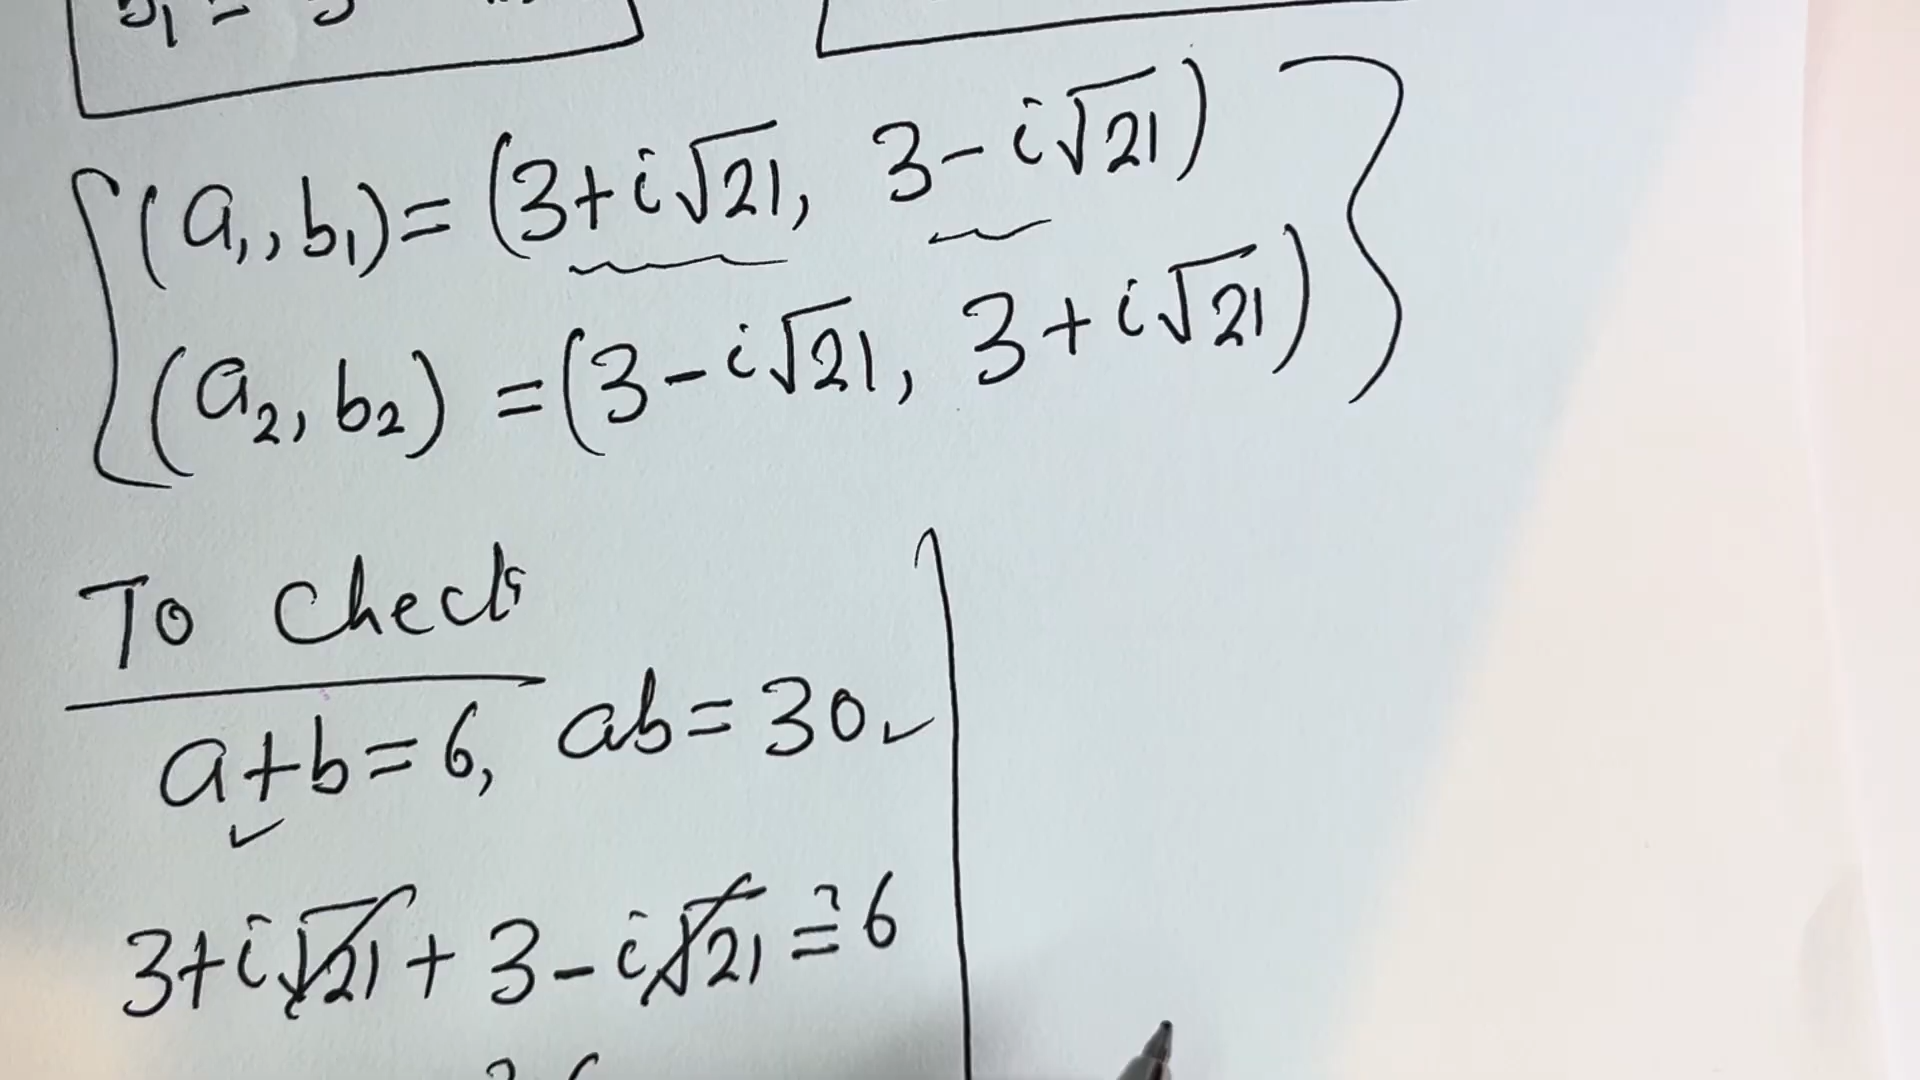 (a₁, b₁) = (3+i√21, 3-i√21)
(a₂, b₂) = (3-i√21, 3+i√21)
To Check
a+b=6, ab=30
3+i√21+3-i√21≟6